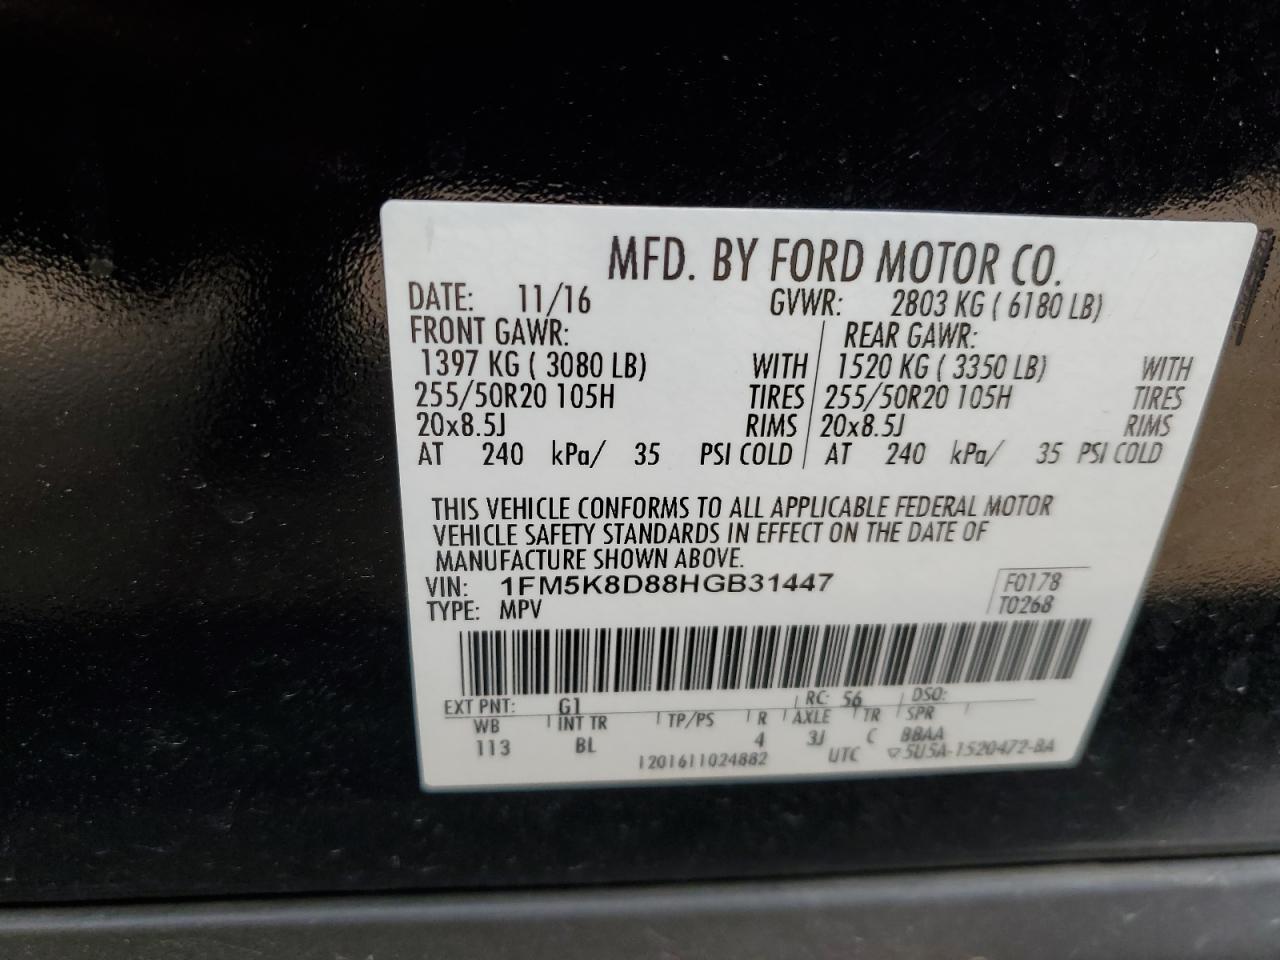 MFD. BY FORD MOTOR CO.
DATE: 11/16 GVWR: 2803 KG ( 6180 LB)
FRONT GAWR: REAR GAWR:
1397 KG ( 3080 LB) WITH 1520 KG ( 3350 LB) WITH
255/50R20 105H TIRES 255/50R20 105H TIRES
20x8.5J RIMS 20x8.5J RIMS
AT 240 kPa/ 35 PSI COLD AT 240 kPa/ 35 PSI COLD
THIS VEHICLE CONFORMS TO ALL APPLICABLE FEDERAL MOTOR
VEHICLE SAFETY STANDARDS IN EFFECT ON THE DATE OF
MANUFACTURE SHOWN ABOVE.
VIN: 1FM5K8D88HGB31447 F0178
TYPE: MPV T0268
EXT PNT: G1 RC: 56 DSO:
WB INT TR TP/PS R AXLE TR SPR
113 BL 4 3J C BBAA
1201611024882 UTC 5U5A-1520472-BA